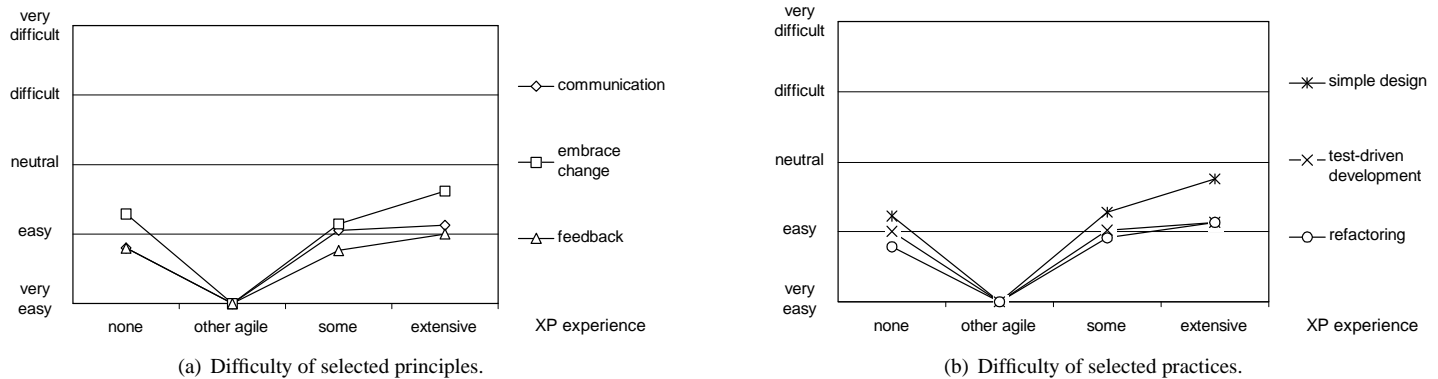 very
difficult
difficult
neutral
easy
very
easy
none
other agile
some
extensive
XP experience
communication
embrace
change
feedback
(a) Difficulty of selected principles.
very
difficult
difficult
neutral
easy
very
easy
none
other agile
some
extensive
XP experience
simple design
test-driven
development
refactoring
(b) Difficulty of selected practices.